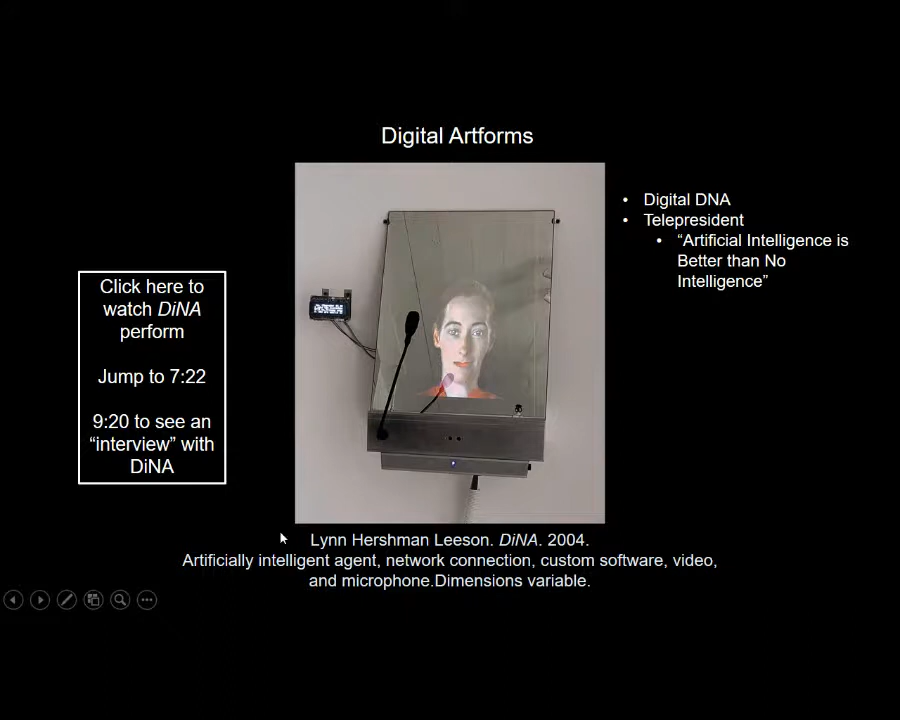 Digital Artforms
Click here to
watch DiNA
perform
Jump to 7:22
9:20 to see an
“interview” with
DiNA
• Digital DNA
• Telepresident
• “Artificial Intelligence is
Better than No
Intelligence”
Lynn Hershman Leeson. DiNA. 2004.
Artificially intelligent agent, network connection, custom software, video,
and microphone.Dimensions variable.